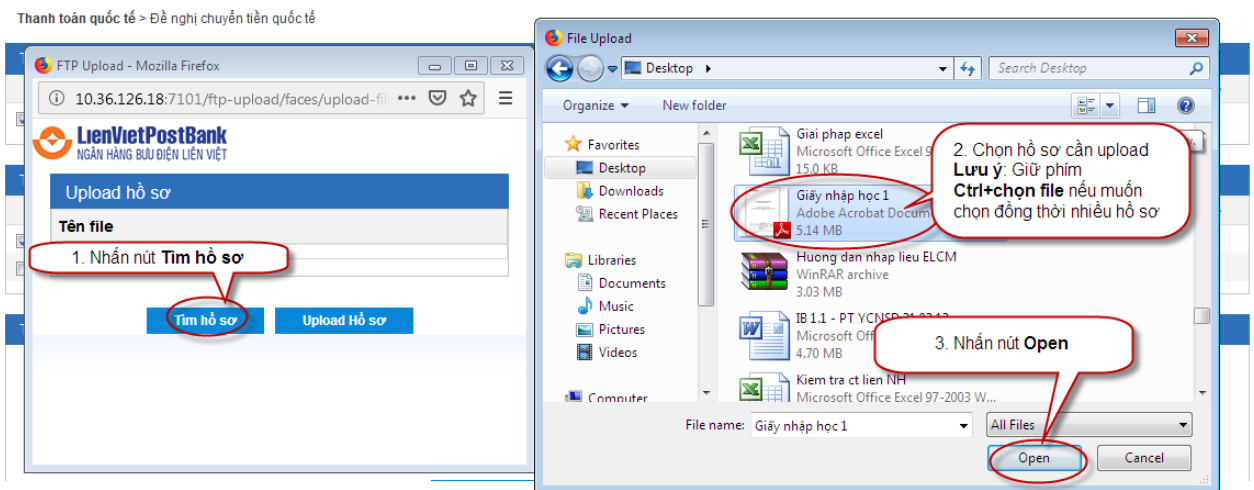 Thanh toán quốc tế > Đề nghị chuyển tiền quốc tế
FTP Upload - Mozilla Firefox
10.36.126.18:7101/ftp-upload/faces/upload-fi
LienVietPostBank
NGÂN HÀNG BƯU ĐIỆN LIÊN VIỆT
Upload hồ sơ
Tên file
1. Nhấn nút Tìm hồ sơ
Tìm hồ sơ
Upload Hồ sơ
File Upload
Desktop
Search Desktop
Organize
New folder
Favorites
Desktop
Downloads
Recent Places
Libraries
Documents
Music
Pictures
Videos
Computer
Giai phap excel
Microsoft Office Excel 9
15.0 KB
Giấy nhập học 1
Adobe Acrobat Docum
5.14 MB
Huong dan nhap lieu ELCM
WinRAR archive
3.03 MB
IB 1.1 - PT YCNSD 21.03.13
Microsoft Off
4.70 MB
Kiem tra ct lien NH
Microsoft Office Excel 97-2003 W...
2. Chọn hồ sơ cần upload
Lưu ý: Giữ phím
Ctrl+chọn file nếu muốn
chọn đồng thời nhiều hồ sơ
3. Nhấn nút Open
File name:
Giấy nhập học 1
All Files
Open
Cancel